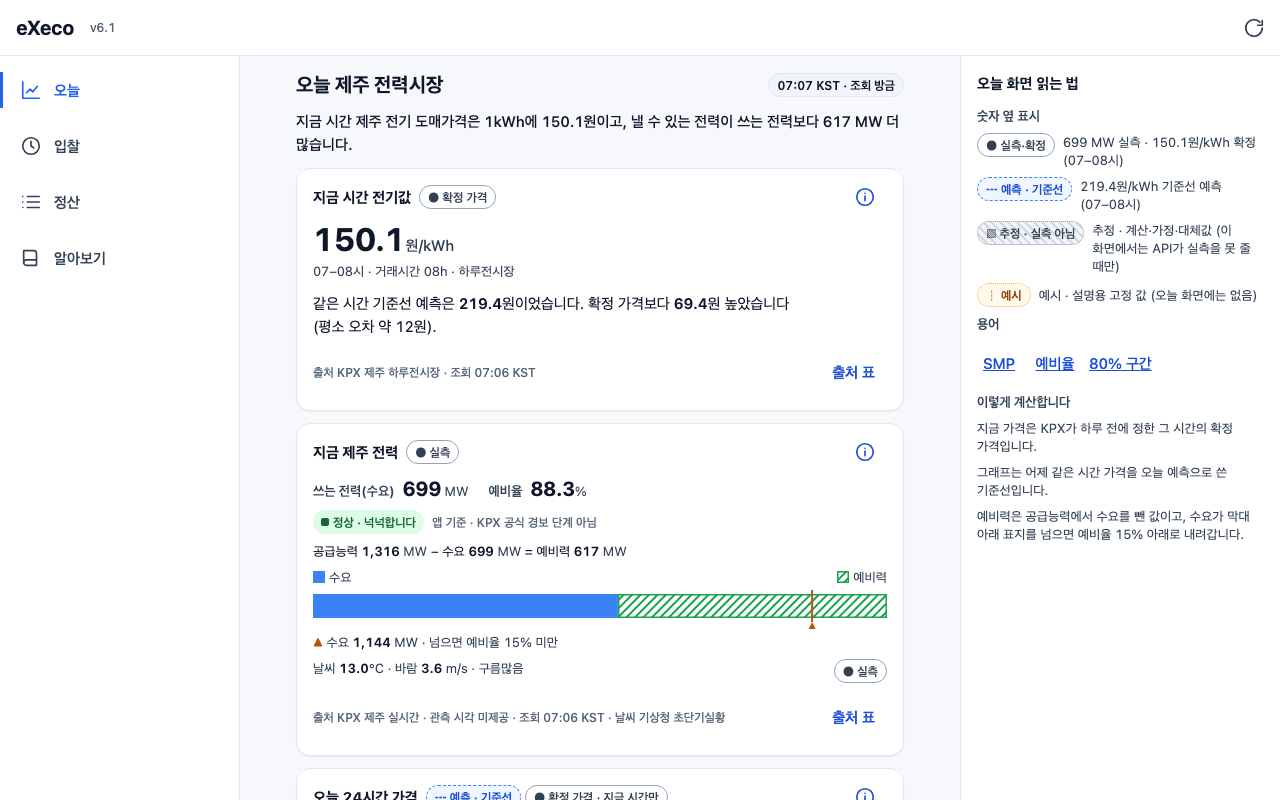 eXeco v6.1
오늘
입찰
정산
알아보기
오늘 제주 전력시장
07:07 KST · 조회 방금
지금 시간 제주 전기 도매가격은 1kWh에 150.1원이고, 낼 수 있는 전력이 쓰는 전력보다 617 MW 더
많습니다.
지금 시간 전기값 확정 가격
150.1원/kWh
07–08시 · 거래시간 08h · 하루전시장
같은 시간 기준선 예측은 219.4원이었습니다. 확정 가격보다 69.4원 높았습니다
(평소 오차 약 12원).
출처 KPX 제주 하루전시장 · 조회 07:06 KST
출처 표
지금 제주 전력 실측
쓰는 전력(수요) 699 MW 예비율 88.3%
정상 · 넉넉합니다 앱 기준 · KPX 공식 경보 단계 아님
공급능력 1,316 MW − 수요 699 MW = 예비력 617 MW
수요
예비력
수요 1,144 MW · 넘으면 예비율 15% 미만
날씨 13.0°C · 바람 3.6 m/s · 구름많음
실측
출처 KPX 제주 실시간 · 관측 시각 미제공 · 조회 07:06 KST · 날씨 기상청 초단기실황
출처 표
오늘 24시간 가격 예측 · 기준선 확정 가격 · 지금 시간만
오늘 화면 읽는 법
숫자 옆 표시
실측·확정
699 MW 실측 · 150.1원/kWh 확정
(07–08시)
예측 · 기준선
219.4원/kWh 기준선 예측
(07–08시)
추정 · 실측 아님
추정 · 계산·가정·대체값 (이
화면에서는 API가 실측을 못 줄
때만)
예시
예시 · 설명용 고정 값 (오늘 화면에는 없음)
용어
SMP 예비율 80% 구간
이렇게 계산합니다
지금 가격은 KPX가 하루 전에 정한 그 시간의 확정
가격입니다.
그래프는 어제 같은 시간 가격을 오늘 예측으로 쓴
기준선입니다.
예비력은 공급능력에서 수요를 뺀 값이고, 수요가 막대
아래 표지를 넘으면 예비율 15% 아래로 내려갑니다.